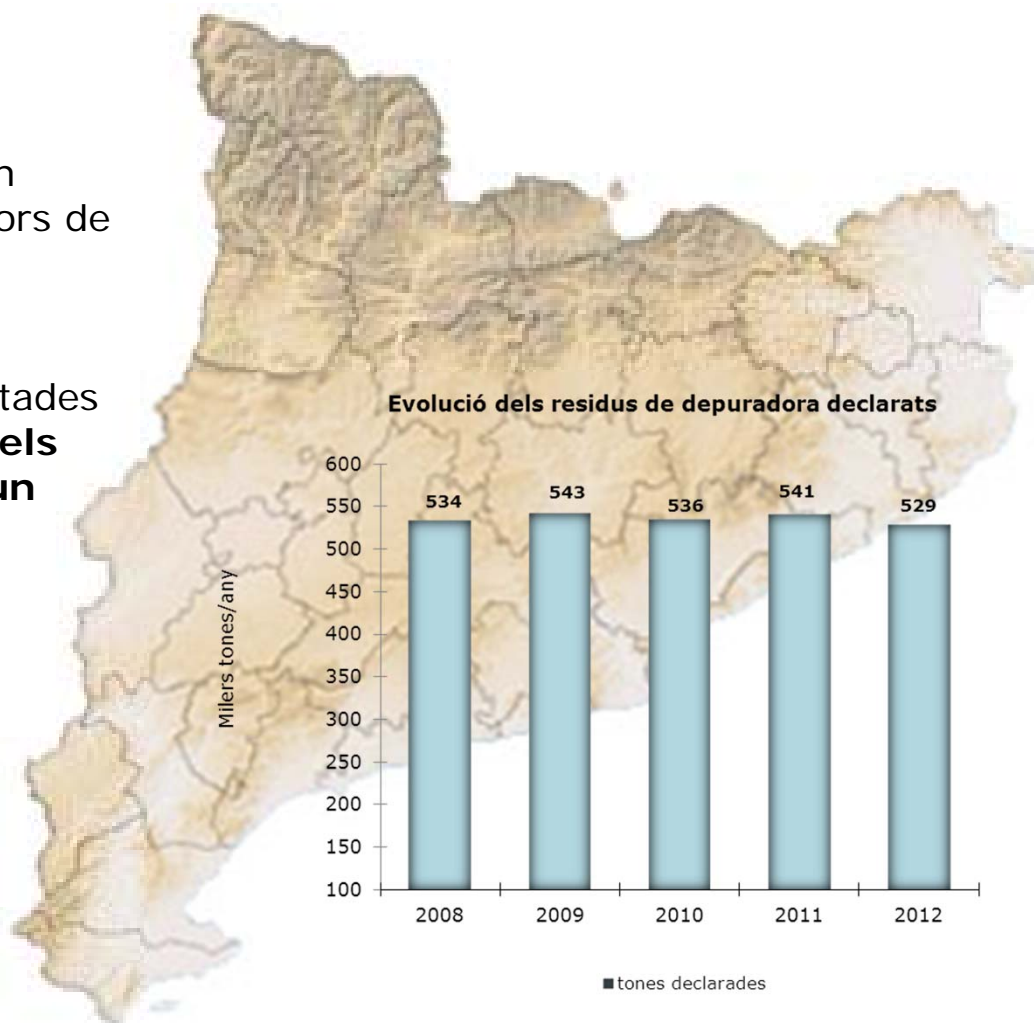 n
ors de
tades
els
un
Evolució dels residus de depuradora declarats
Milers tones/any
600
550
500
450
400
350
300
250
200
150
100
534
543
536
541
529
2008
2009
2010
2011
2012
tones declarades